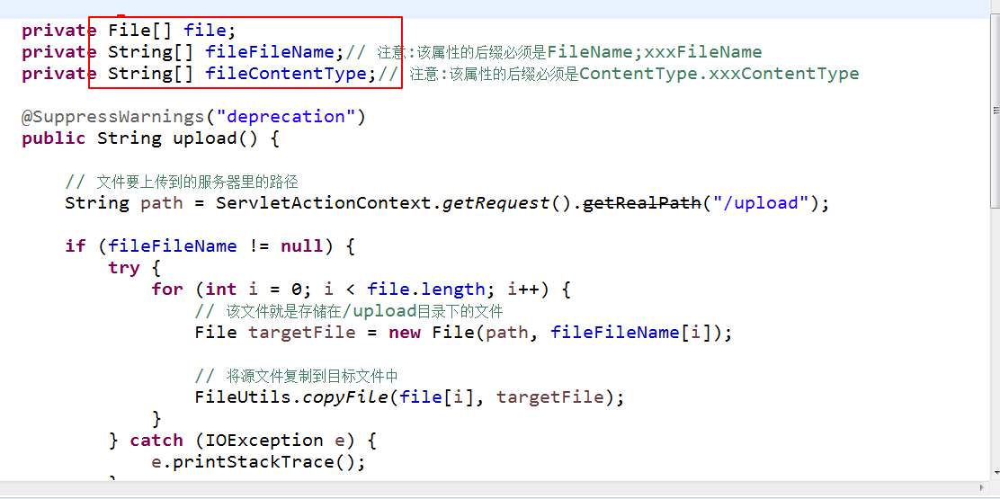 private File[] file;
private String[] fileFileName;// 注意:该属性的后缀必须是FileName;xxxFileName
private String[] fileContentType;// 注意:该属性的后缀必须是ContentType.xxxContentType
@SuppressWarnings("deprecation")
public String upload() {
// 文件要上传到的服务器里的路径
String path = ServletActionContext.getRequest().getRealPath("/upload");
if (fileFileName != null) {
try {
for (int i = 0; i < file.length; i++) {
// 该文件就是存储在/upload目录下的文件
File targetFile = new File(path, fileFileName[i]);
// 将源文件复制到目标文件中
FileUtils.copyFile(file[i], targetFile);
}
} catch (IOException e) {
e.printStackTrace();